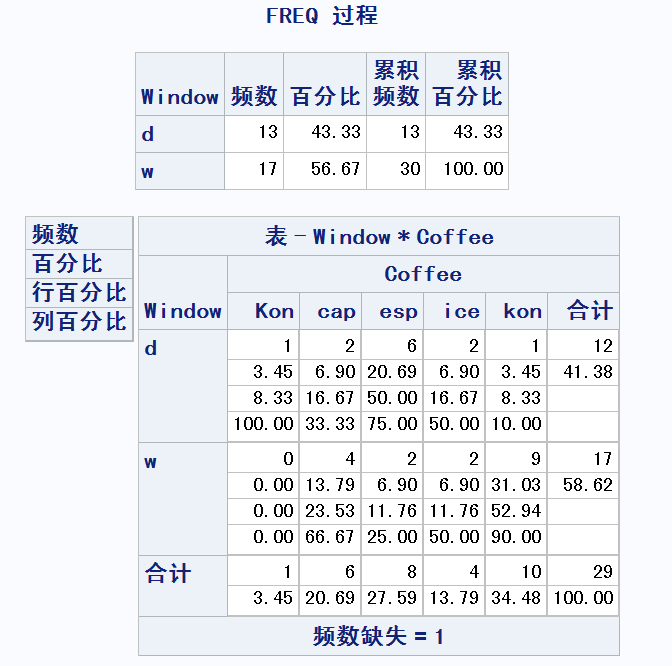 FREQ 过程
Window 频数 百分比 累积频数 累积百分比
d 13 43.33 13 43.33
w 17 56.67 30 100.00
频数
百分比
行百分比
列百分比
表 - Window * Coffee
Coffee
Window Kon cap esp ice kon 合计
d 1 2 6 2 1 12
3.45 6.90 20.69 6.90 3.45 41.38
8.33 16.67 50.00 16.67 8.33
100.00 33.33 75.00 50.00 10.00
w 0 4 2 2 9 17
0.00 13.79 6.90 6.90 31.03 58.62
0.00 23.53 11.76 11.76 52.94
0.00 66.67 25.00 50.00 90.00
合计 1 6 8 4 10 29
3.45 20.69 27.59 13.79 34.48 100.00
频数缺失 = 1